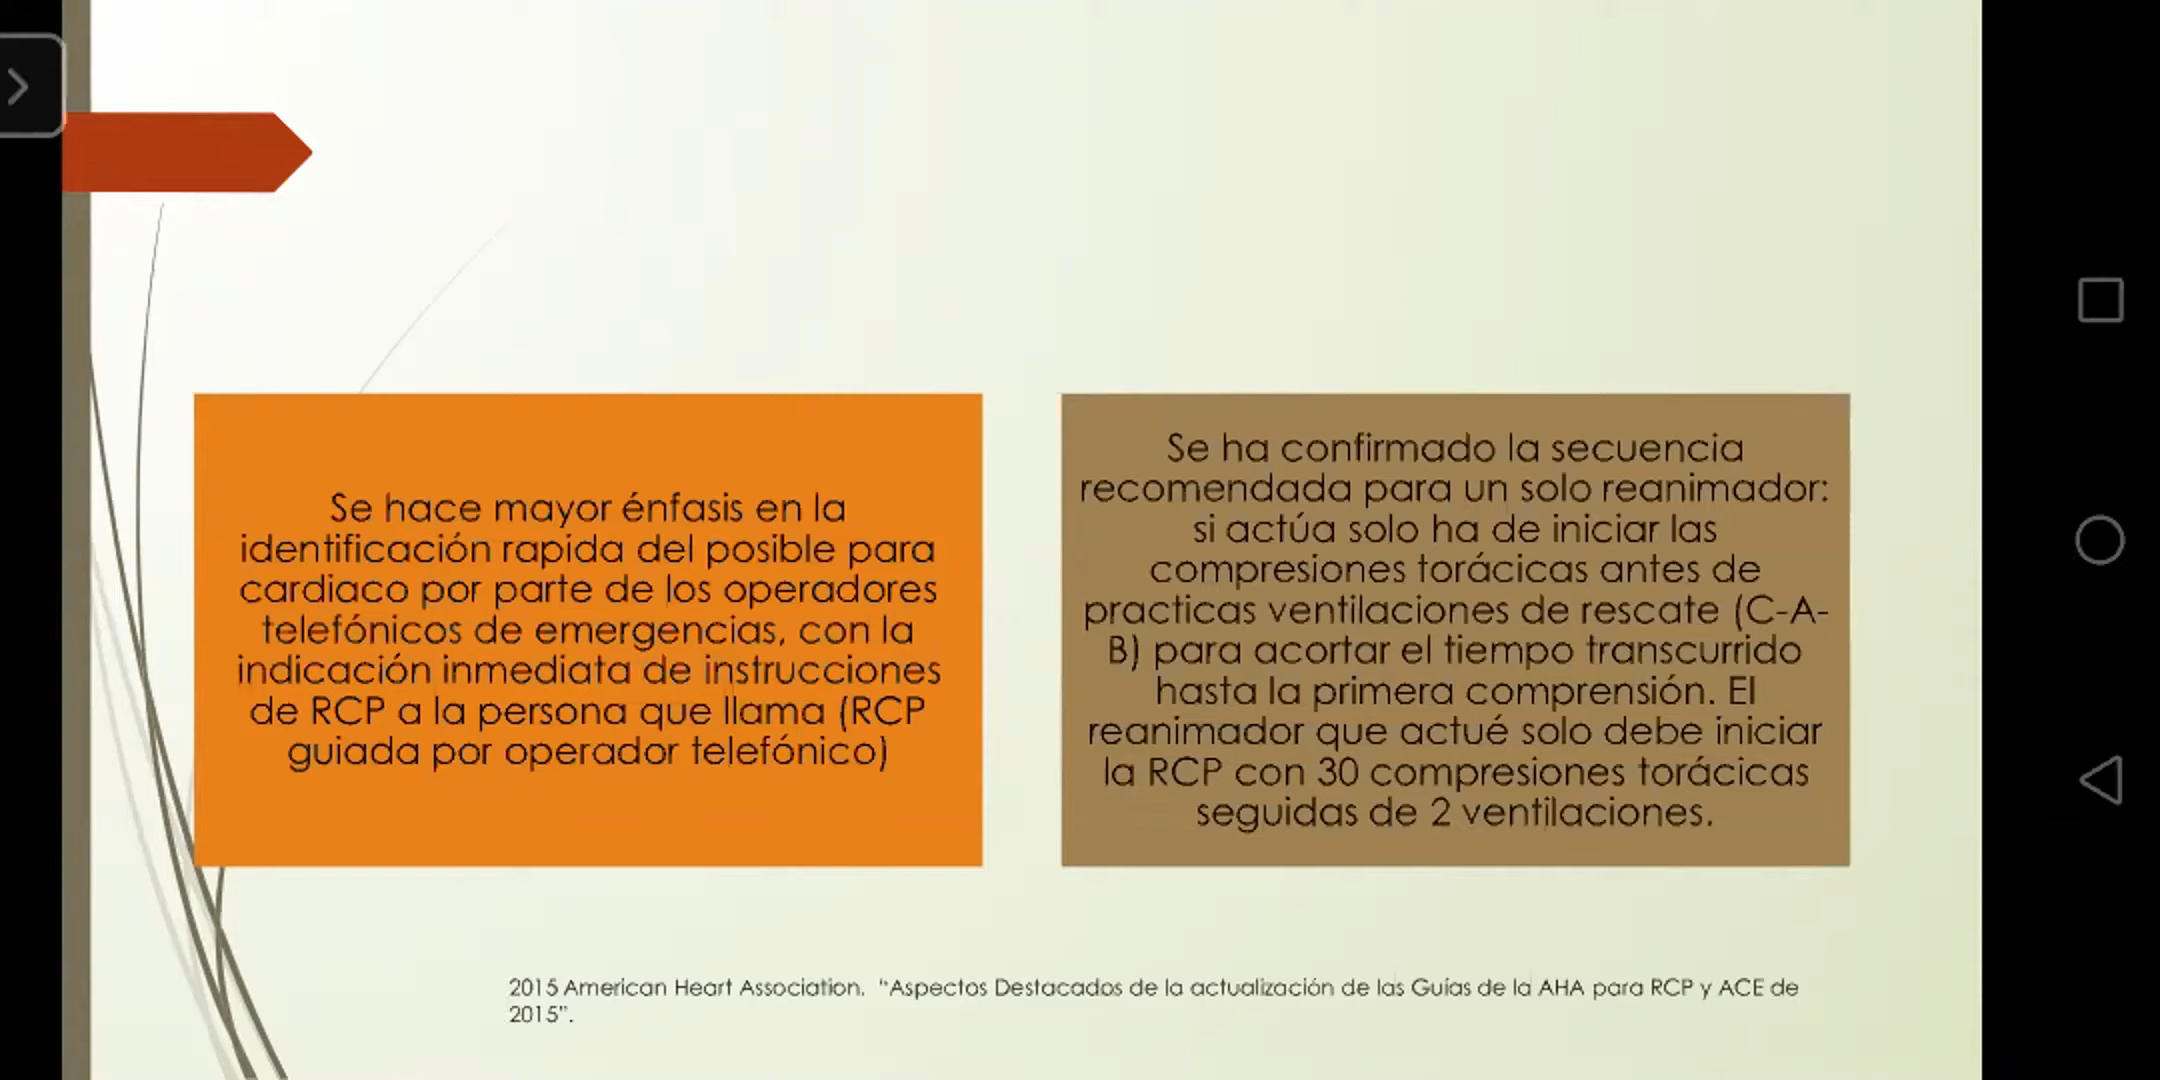 Se hace mayor énfasis en la
identificación rapida del posible para
cardiaco por parte de los operadores
telefónicos de emergencias, con la
indicación inmediata de instrucciones
de RCP a la persona que llama (RCP
guiada por operador telefónico)
Se ha confirmado la secuencia
recomendada para un solo reanimador:
si actúa solo ha de iniciar las
compresiones torácicas antes de
practicas ventilaciones de rescate (C-A-
B) para acortar el tiempo transcurrido
hasta la primera comprensión. El
reanimador que actué solo debe iniciar
la RCP con 30 compresiones torácicas
seguidas de 2 ventilaciones.
2015 American Heart Association. “Aspectos Destacados de la actualización de las Guías de la AHA para RCP y ACE de
2015”.